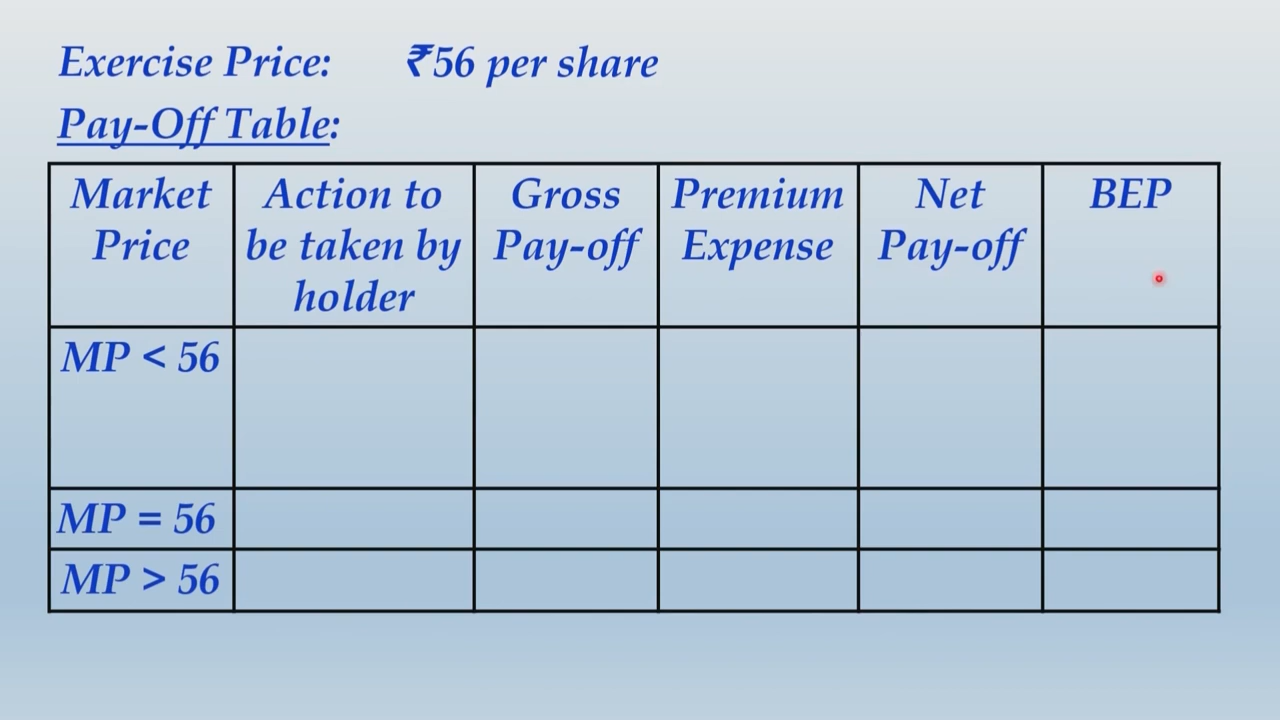 Exercise Price: ₹56 per share
Pay-Off Table:
Market Price
Action to be taken by holder
Gross Pay-off
Premium Expense
Net Pay-off
BEP
MP < 56
MP = 56
MP > 56